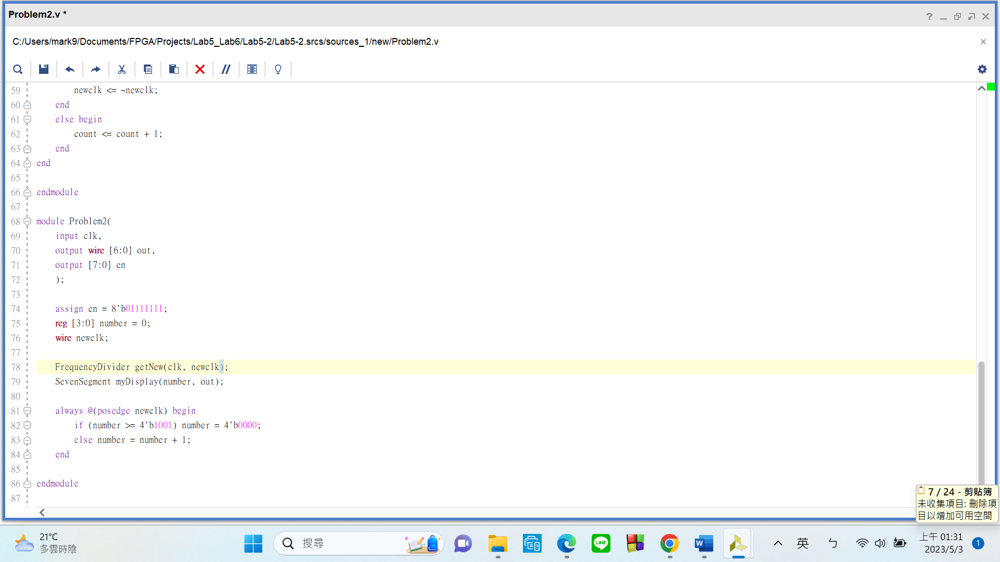 Problem2.v *
C:/Users/mark9/Documents/FPGA/Projects/Lab5_Lab6/Lab5-2/Lab5-2.srcs/sources_1/new/Problem2.v
59 newclk <= ~newclk;
60 end
61 else begin
62 count <= count + 1;
63 end
64 end
65
66 endmodule
67
68 module Problem2(
69 input clk,
70 output wire [6:0] out,
71 output [7:0] en
72 );
73
74 assign en = 8'b01111111;
75 reg [3:0] number = 0;
76 wire newclk;
77
78 FrequencyDivider getNew(clk, newclk);
79 SevenSegment myDisplay(number, out);
80
81 always @(posedge newclk) begin
82 if (number >= 4'b1001) number = 4'b0000;
83 else number = number + 1;
84 end
85
86 endmodule
87
7 / 24 - 剪貼簿
未收集項目: 刪除項
目以增加可用空間
21°C
多雲時陰
搜尋
LINE
W
英
ㄅ
上午 01:31
2023/5/3
1